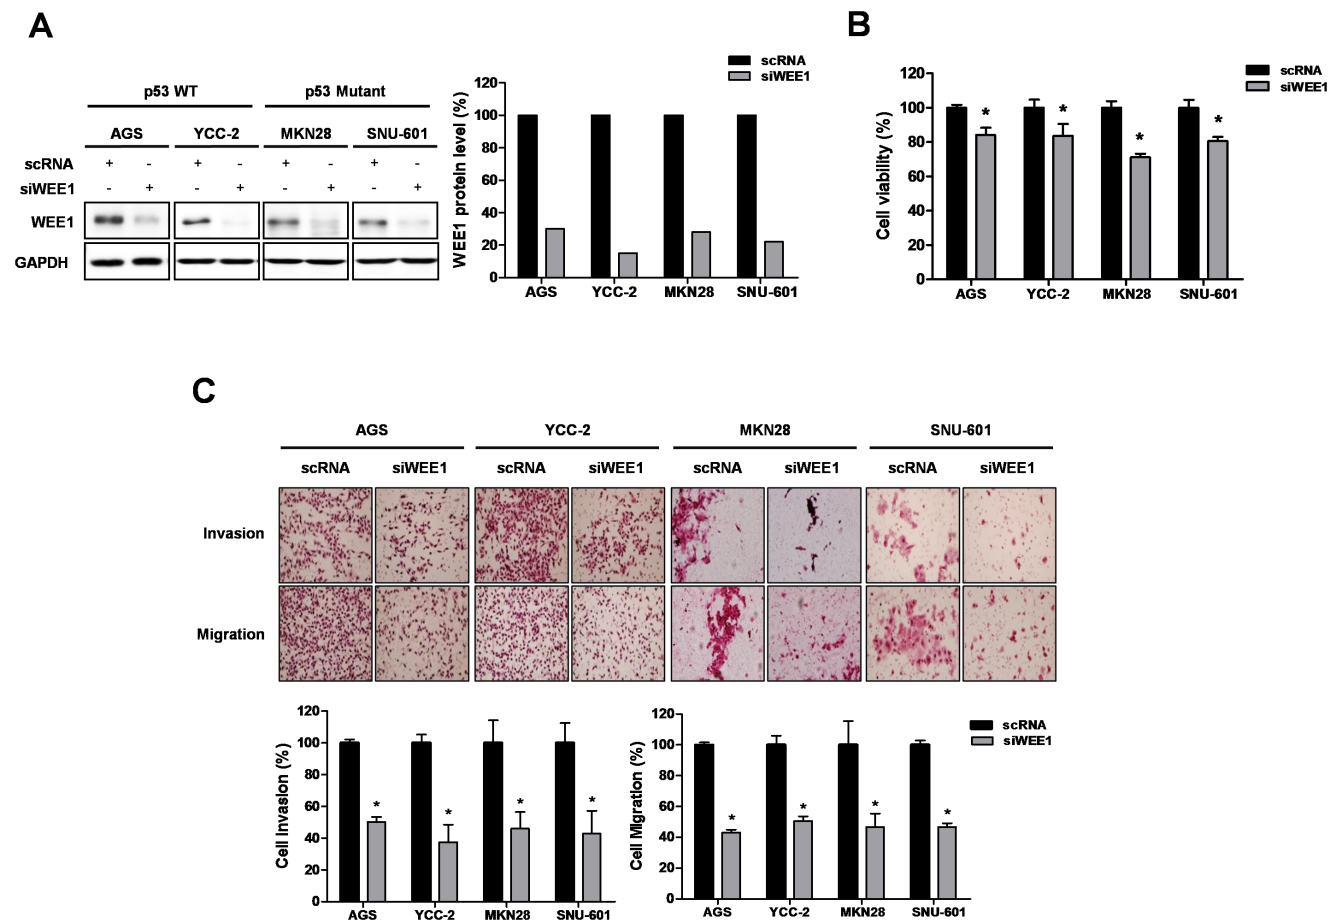 A
p53 WT p53 Mutant
AGS YCC-2 MKN28 SNU-601
scRNA + - + - + - + -
siWEE1 - + - + - + - +
WEE1
GAPDH
scRNA
siWEE1
WEE1 protein level (%)
120
100
80
60
40
20
0
AGS YCC-2 MKN28 SNU-601
B
scRNA
siWEE1
Cell viability (%)
120
100
80
60
40
20
0
* * * *
AGS YCC-2 MKN28 SNU-601
C
AGS YCC-2 MKN28 SNU-601
scRNA siWEE1 scRNA siWEE1 scRNA siWEE1 scRNA siWEE1
Invasion
Migration
Cell Invasion (%)
120
100
80
60
40
20
0
* * * *
AGS YCC-2 MKN28 SNU-601
Cell Migration (%)
120
100
80
60
40
20
0
* * * *
AGS YCC-2 MKN28 SNU-601
scRNA
siWEE1